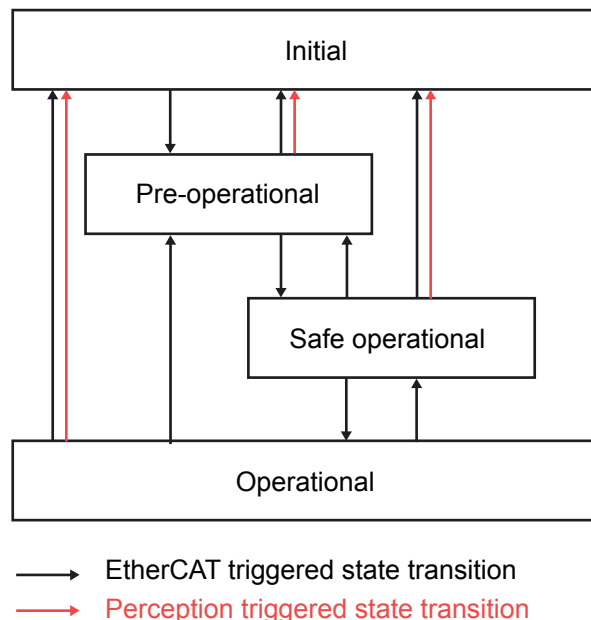 Initial
Pre-operational
Safe operational
Operational
EtherCAT triggered state transition
Perception triggered state transition